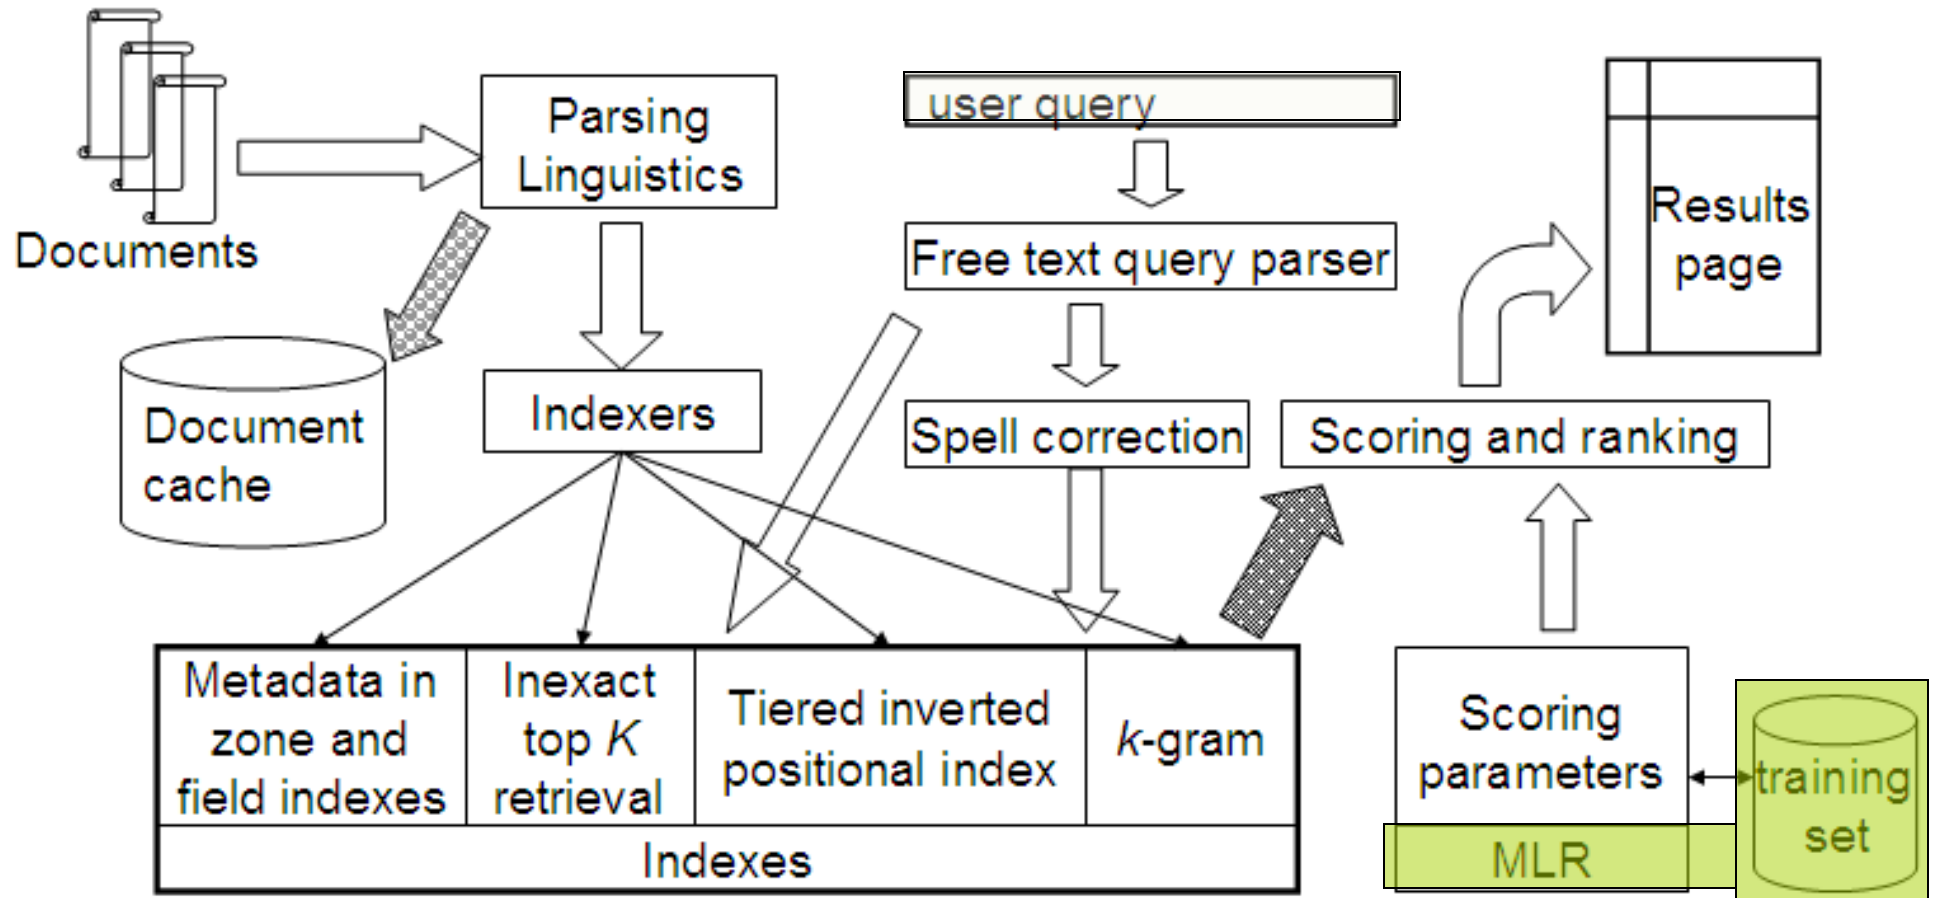 Documents
Parsing
Linguistics
user query
Free text query parser
Results
page
Document
cache
Indexers
Spell correction
Scoring and ranking
Metadata in
zone and
field indexes
Inexact
top K
retrieval
Tiered inverted
positional index
k-gram
Indexes
Scoring
parameters
MLR
training
set